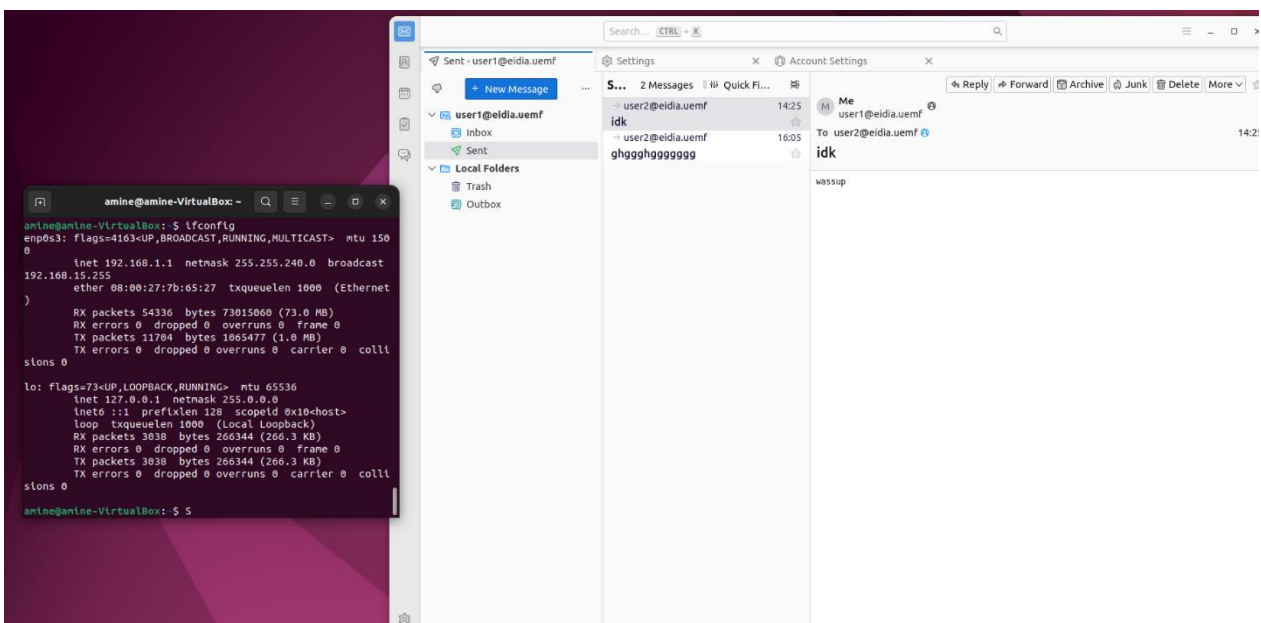 Search... CTRL + K
Sent - user1@eidia.uemf
Settings
Account Settings
+ New Message
...
user1@eidia.uemf
Inbox
Sent
Local Folders
Trash
Outbox
S... 2 Messages Quick Fi...
user2@eidia.uemf 14:25
idk
user2@eidia.uemf 16:05
ghggghggggggg
Reply Forward Archive Junk Delete More
M Me
user1@eidia.uemf
To user2@eidia.uemf
idk
wassup
amine@amine-VirtualBox: ~
amine@amine-VirtualBox:~$ ifconfig
enp0s3: flags=4163<UP,BROADCAST,RUNNING,MULTICAST> mtu 150
0
inet 192.168.1.1 netmask 255.255.240.0 broadcast
192.168.15.255
ether 08:00:27:7b:65:27 txqueuelen 1000 (Ethernet
)
RX packets 54336 bytes 73015060 (73.0 MB)
RX errors 0 dropped 0 overruns 0 frame 0
TX packets 11704 bytes 1065477 (1.0 MB)
TX errors 0 dropped 0 overruns 0 carrier 0 colli
sions 0
lo: flags=73<UP,LOOPBACK,RUNNING> mtu 65536
inet 127.0.0.1 netmask 255.0.0.0
inet6 ::1 prefixlen 128 scopeid 0x10<host>
loop txqueuelen 1000 (Local Loopback)
RX packets 3038 bytes 266344 (266.3 KB)
RX errors 0 dropped 0 overruns 0 frame 0
TX packets 3038 bytes 266344 (266.3 KB)
TX errors 0 dropped 0 overruns 0 carrier 0 colli
sions 0
amine@amine-VirtualBox:~$ S